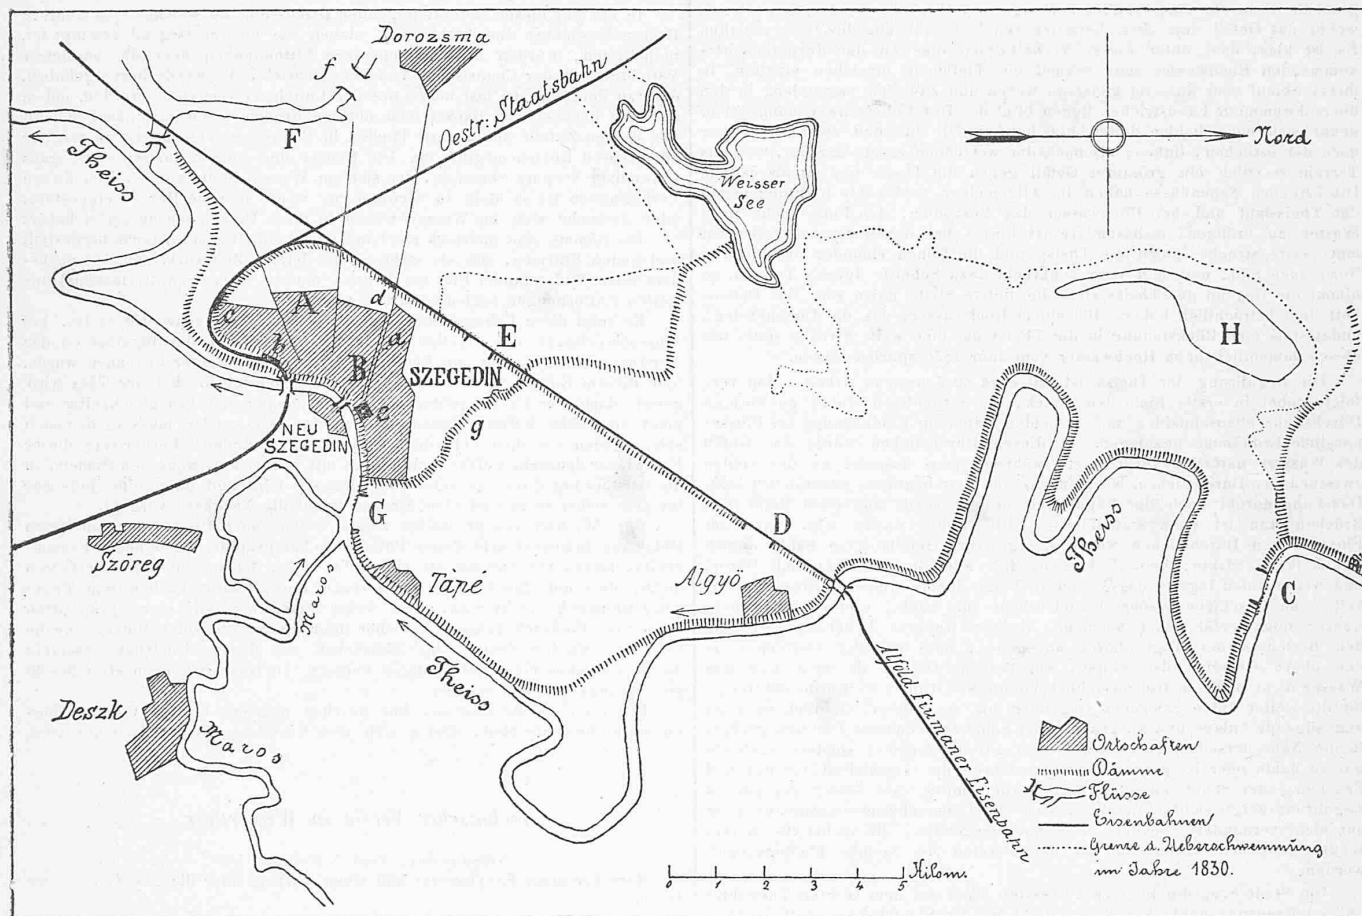 Dorozsma
f
F
Oestr: Staatsbahn
Nord
Theiss
Weisser
See
A
d
c
a
E
H
b
B
SZEGEDIN
e
NEU
SZEGEDIN
g
G
D
Theiss
C
Szöreg
Tape
Algyö
Maros
Theiss
Deszk
Maros
Alföld Fiumaner Eisenbahn
Ortschaften
Dämme
Flüsse
Eisenbahnen
Grenze d. Ueberschwemmung
im Jahre 1830.
0 1 2 3 4 5 Kilom.